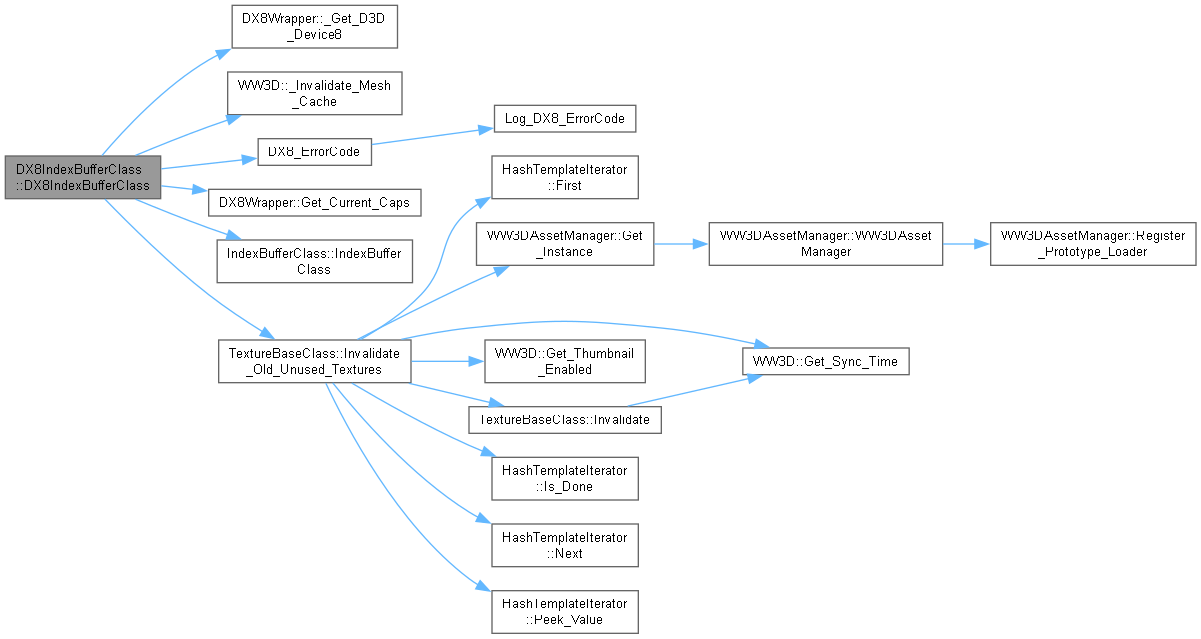 DX8Wrapper::_Get_D3D
_Device8
WW3D::_Invalidate_Mesh
_Cache
Log_DX8_ErrorCode
DX8_ErrorCode
DX8IndexBufferClass
::DX8IndexBufferClass
HashTemplateIterator
::First
DX8Wrapper::Get_Current_Caps
WW3DAssetManager::Get
_Instance
WW3DAssetManager::WW3DAsset
Manager
WW3DAssetManager::Register
_Prototype_Loader
IndexBufferClass::IndexBuffer
Class
TextureBaseClass::Invalidate
_Old_Unused_Textures
WW3D::Get_Thumbnail
_Enabled
WW3D::Get_Sync_Time
TextureBaseClass::Invalidate
HashTemplateIterator
::Is_Done
HashTemplateIterator
::Next
HashTemplateIterator
::Peek_Value